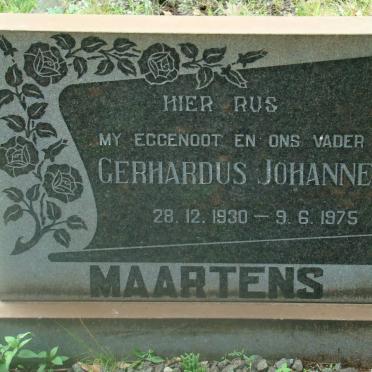 HIER RUS
MY EGGENOOT EN ONS VADER
GERHARDUS JOHANNE
28. 12. 1930 — 9. 6. 1975
MAARTENS